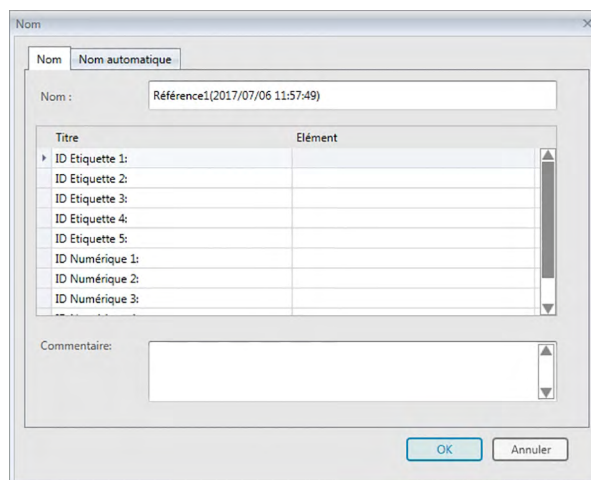 Nom
Nom Nom automatique
Nom : Référence1(2017/07/06 11:57:49)
Titre Elément
ID Etiquette 1:
ID Etiquette 2:
ID Etiquette 3:
ID Etiquette 4:
ID Etiquette 5:
ID Numérique 1:
ID Numérique 2:
ID Numérique 3:
Commentaire:
OK Annuler